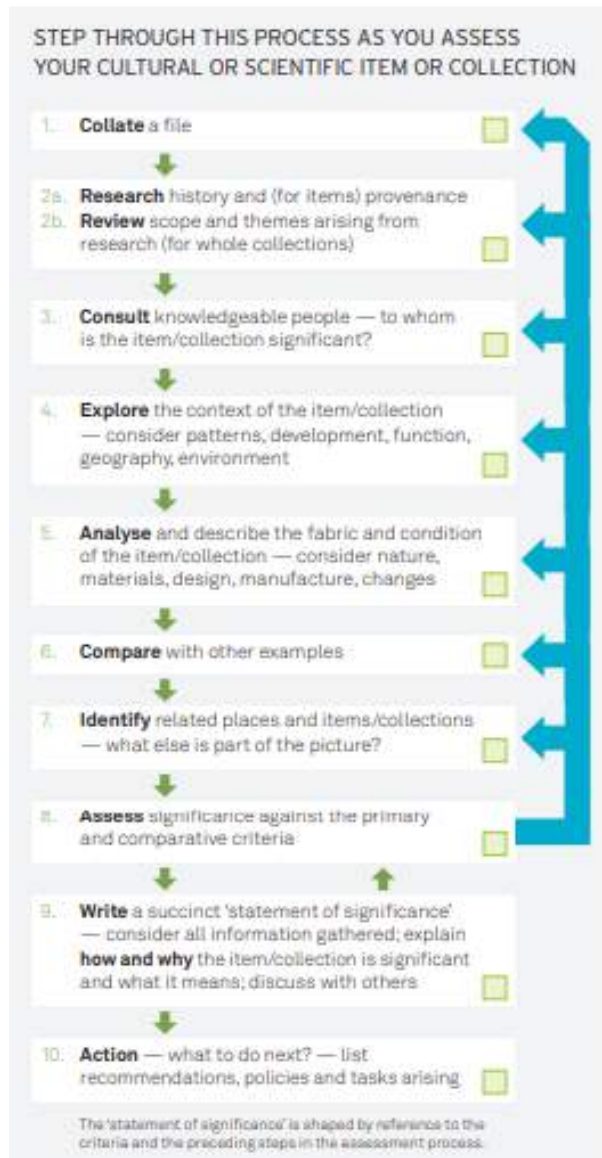 STEP THROUGH THIS PROCESS AS YOU ASSESS
YOUR CULTURAL OR SCIENTIFIC ITEM OR COLLECTION
1. Collate a file
2a. Research history and (for items) provenance
2b. Review scope and themes arising from
research (for whole collections)
3. Consult knowledgeable people — to whom
is the item/collection significant?
4. Explore the context of the item/collection
— consider patterns, development, function,
geography, environment
5. Analyse and describe the fabric and condition
of the item/collection — consider nature,
materials, design, manufacture, changes
6. Compare with other examples
7. Identify related places and items/collections
— what else is part of the picture?
8. Assess significance against the primary
and comparative criteria
9. Write a succinct 'statement of significance'
— consider all information gathered; explain
how and why the item/collection is significant
and what it means; discuss with others
10. Action — what to do next? — list
recommendations, policies and tasks arising
The 'statement of significance' is shaped by reference to the
criteria and the preceding steps in the assessment process.